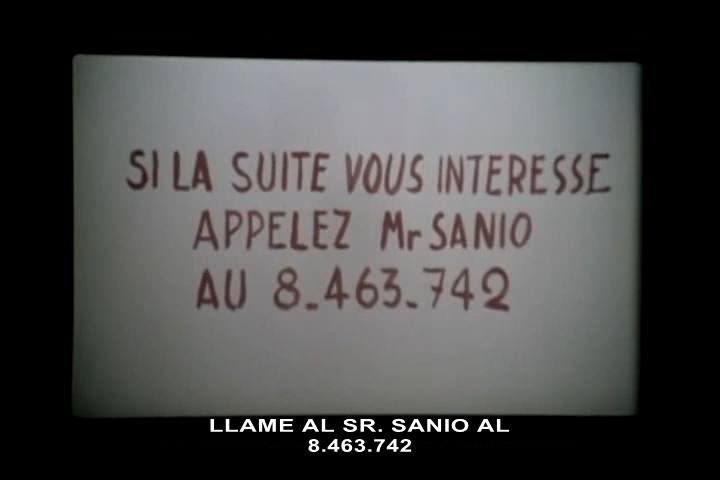 SI LA SUITE VOUS INTERESSE
APPELEZ Mr SANIO
AU 8_463_742
LLAME AL SR. SANIO AL
8.463.742